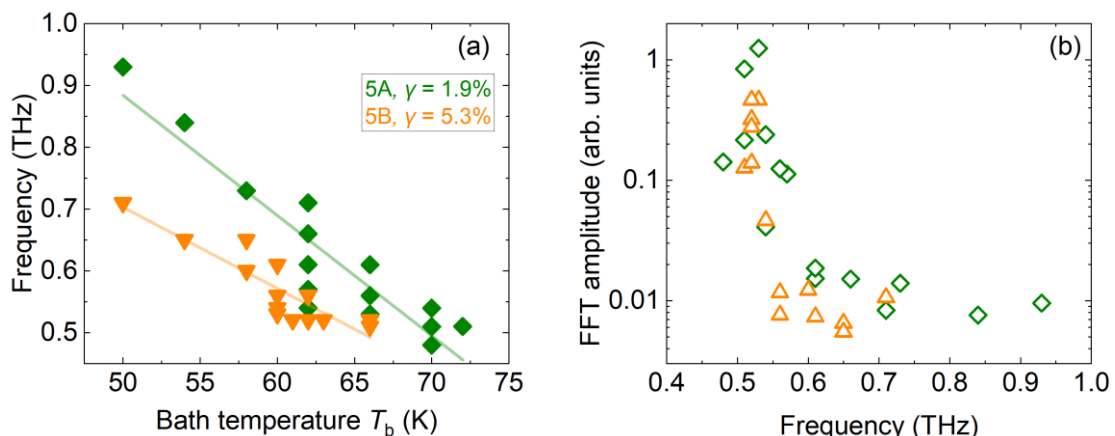 (a)
5A, γ = 1.9%
5B, γ = 5.3%
1.0
0.9
0.8
0.7
0.6
0.5
Frequency (THz)
50 55 60 65 70 75
Bath temperature Tb (K)
(b)
1
0.1
0.01
FFT amplitude (arb. units)
0.4 0.5 0.6 0.7 0.8 0.9 1.0
Frequency (THz)